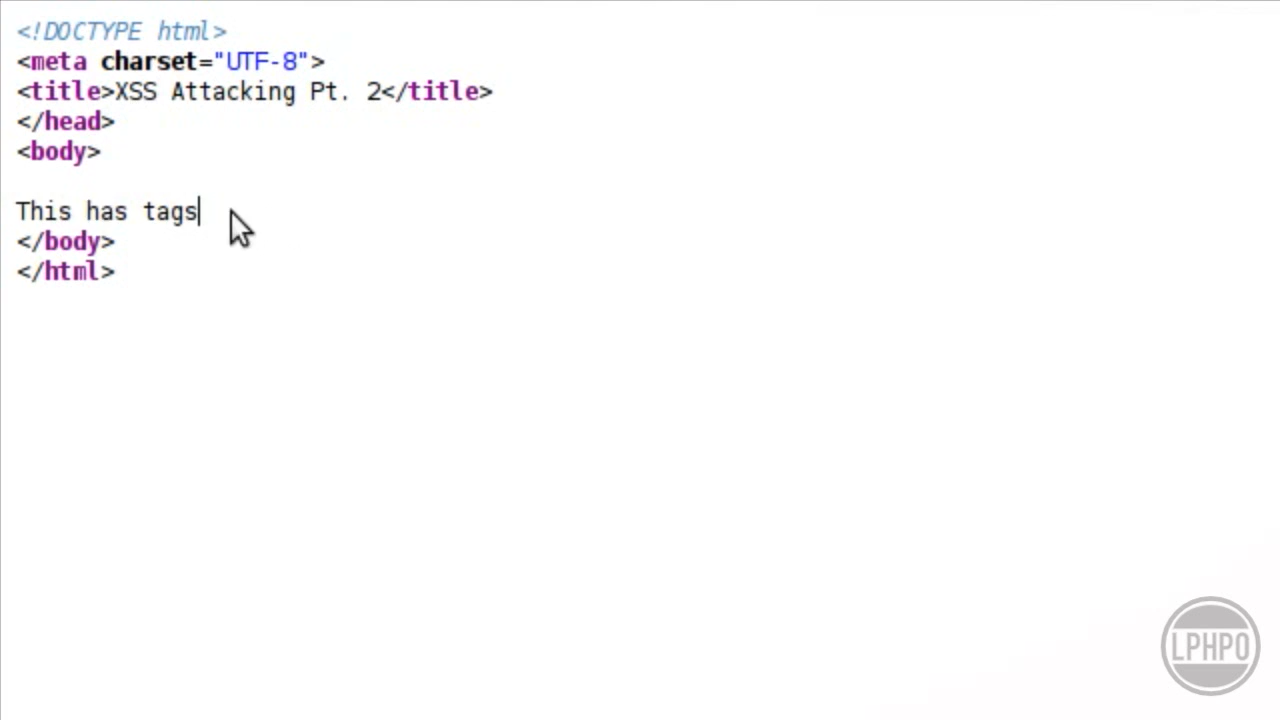 <!DOCTYPE html>
<meta charset="UTF-8">
<title>XSS Attacking Pt. 2</title>
</head>
<body>
This has tags
</body>
</html>
LPHPO